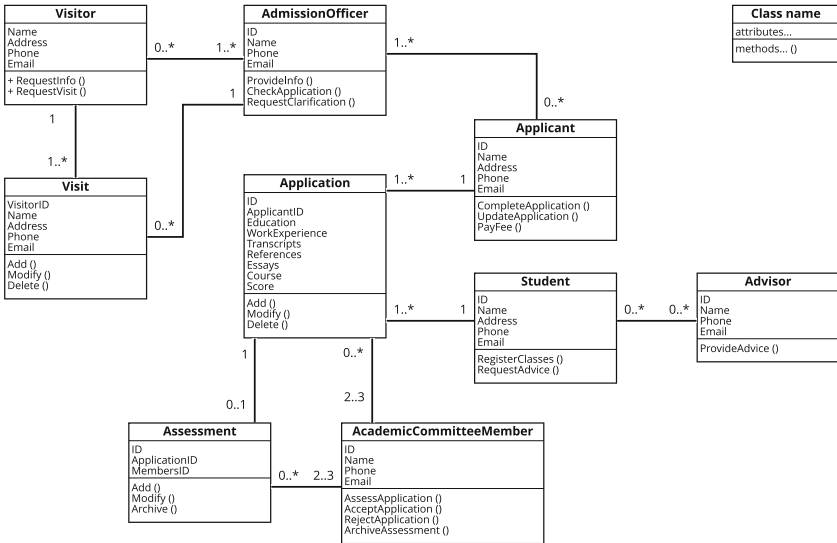 Visitor
Name
Address
Phone
Email
+ RequestInfo ()
+ RequestVisit ()
0..*
1..*
AdmissionOfficer
ID
Name
Phone
Email
ProvideInfo ()
CheckApplication ()
RequestClarification ()
1..*
0..*
Class name
attributes...
methods... ()
1
1..*
1
0..*
Visit
VisitorID
Name
Address
Phone
Email
Add ()
Modify ()
Delete ()
Application
ID
ApplicantID
Education
WorkExperience
Transcripts
References
Essays
Course
Score
Add ()
Modify ()
Delete ()
1..*
1
Applicant
ID
Name
Address
Phone
Email
CompleteApplication ()
UpdateApplication ()
PayFee ()
1..*
1
Student
ID
Name
Address
Phone
Email
RegisterClasses ()
RequestAdvice ()
0..*
0..*
Advisor
ID
Name
Phone
Email
ProvideAdvice ()
1
0..1
0..*
2..3
Assessment
ID
ApplicationID
MembersID
Add ()
Modify ()
Archive ()
0..*
2..3
AcademicCommitteeMember
ID
Name
Phone
Email
AssessApplication ()
AcceptApplication ()
RejectApplication ()
ArchiveAssessment ()